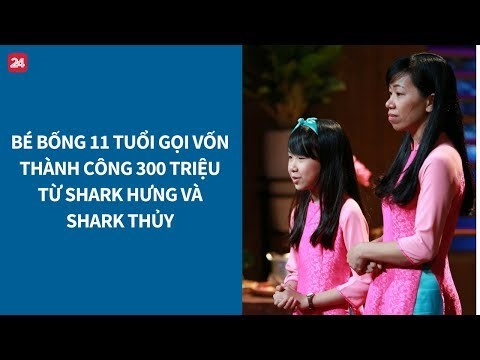 24
BÉ BỐNG 11 TUỔI GỌI VỐN
THÀNH CÔNG 300 TRIỆU
TỪ SHARK HƯNG VÀ
SHARK THỦY